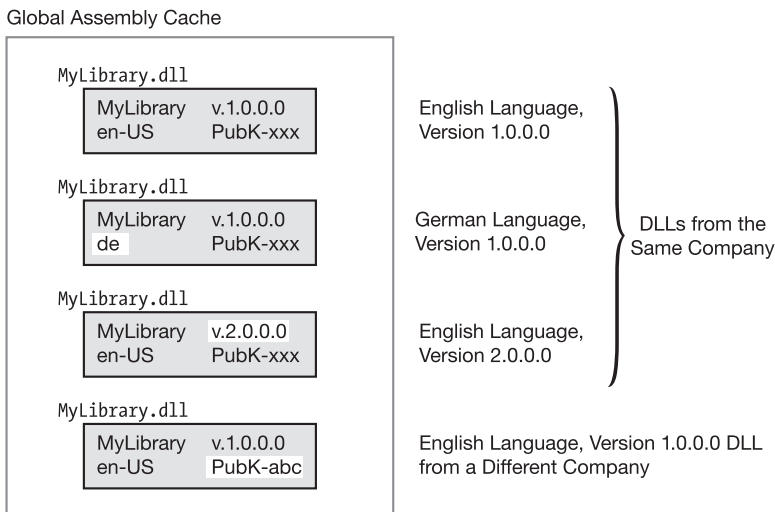 Global Assembly Cache
MyLibrary.dll
MyLibrary v.1.0.0.0
en-US PubK-xxx
English Language,
Version 1.0.0.0
MyLibrary.dll
MyLibrary v.1.0.0.0
de PubK-xxx
German Language,
Version 1.0.0.0
DLLs from the
Same Company
MyLibrary.dll
MyLibrary v.2.0.0.0
en-US PubK-xxx
English Language,
Version 2.0.0.0
MyLibrary.dll
MyLibrary v.1.0.0.0
en-US PubK-abc
English Language, Version 1.0.0.0 DLL
from a Different Company